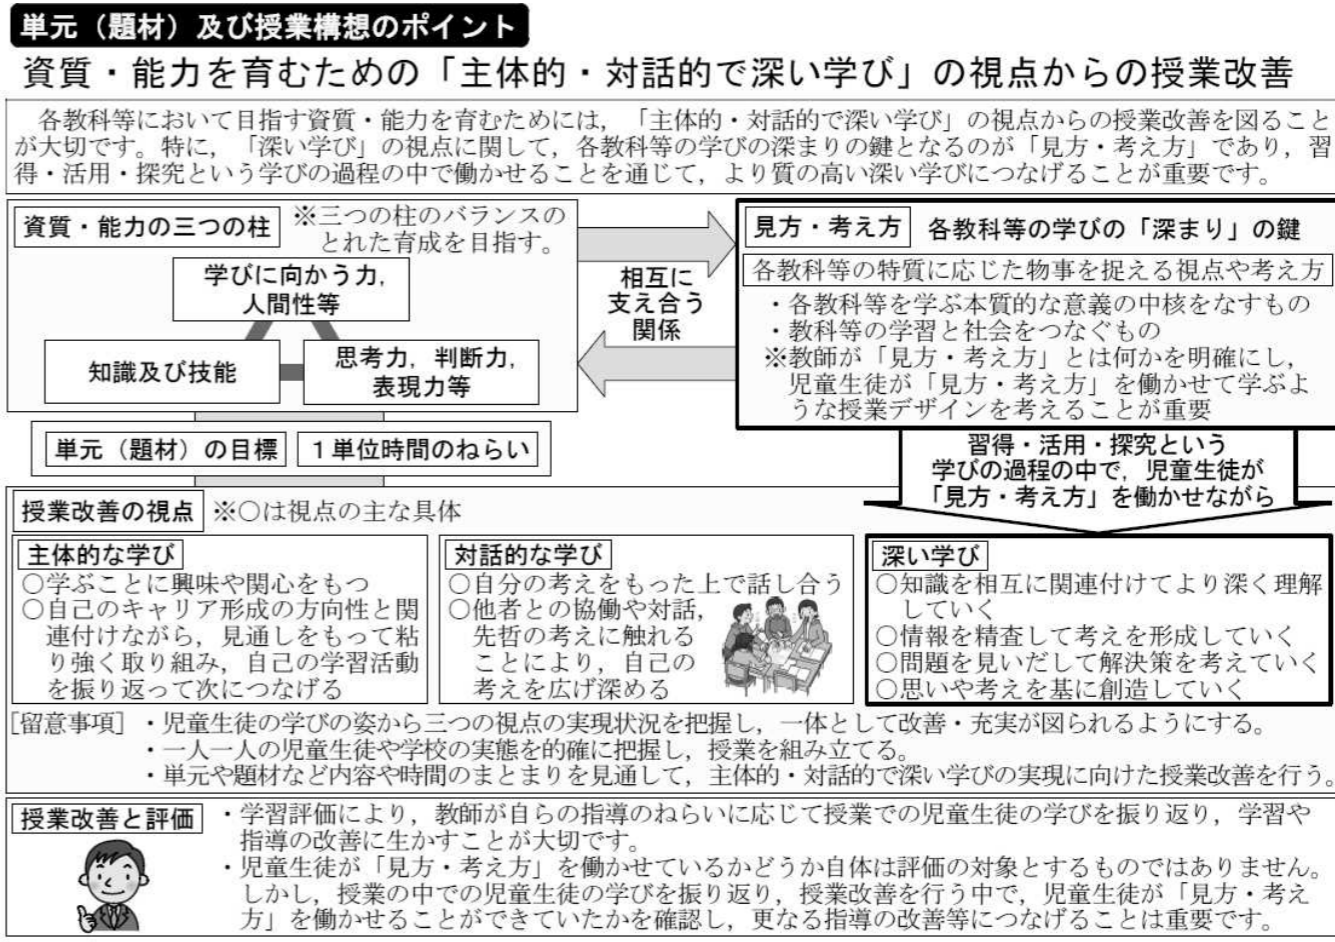 単元（題材）及び授業構想のポイント
資質・能力を育むための「主体的・対話的で深い学び」の視点からの授業改善
各教科等において目指す資質・能力を育むためには，「主体的・対話的で深い学び」の視点からの授業改善を図ること
が大切です。特に，「深い学び」の視点に関して，各教科等の学びの深まりの鍵となるのが「見方・考え方」であり，習
得・活用・探究という学びの過程の中で働かせることを通じて，より質の高い深い学びにつなげることが重要です。
資質・能力の三つの柱
※三つの柱のバランスの
とれた育成を目指す。
学びに向かう力，
人間性等
知識及び技能
思考力，判断力，
表現力等
相互に
支え合う
関係
見方・考え方
各教科等の学びの「深まり」の鍵
各教科等の特質に応じた物事を捉える視点や考え方
・各教科等を学ぶ本質的な意義の中核をなすもの
・教科等の学習と社会をつなぐもの
※教師が「見方・考え方」とは何かを明確にし，
児童生徒が「見方・考え方」を働かせて学ぶよ
うな授業デザインを考えることが重要
単元（題材）の目標
１単位時間のねらい
習得・活用・探究という
学びの過程の中で，児童生徒が
「見方・考え方」を働かせながら
授業改善の視点
※○は視点の主な具体
主体的な学び
○学ぶことに興味や関心をもつ
○自己のキャリア形成の方向性と関
連付けながら，見通しをもって粘
り強く取り組み，自己の学習活動
を振り返って次につなげる
対話的な学び
○自分の考えをもった上で話し合う
○他者との協働や対話，
先哲の考えに触れる
ことにより，自己の
考えを広げ深める
深い学び
○知識を相互に関連付けてより深く理解
していく
○情報を精査して考えを形成していく
○問題を見いだして解決策を考えていく
○思いや考えを基に創造していく
[留意事項] ・児童生徒の学びの姿から三つの視点の実現状況を把握し，一体として改善・充実が図られるようにする。
・一人一人の児童生徒や学校の実態を的確に把握し，授業を組み立てる。
・単元や題材など内容や時間のまとまりを見通して，主体的・対話的で深い学びの実現に向けた授業改善を行う。
授業改善と評価
・学習評価により，教師が自らの指導のねらいに応じて授業での児童生徒の学びを振り返り，学習や
指導の改善に生かすことが大切です。
・児童生徒が「見方・考え方」を働かせているかどうか自体は評価の対象とするものではありません。
しかし，授業の中での児童生徒の学びを振り返り，授業改善を行う中で，児童生徒が「見方・考え
方」を働かせることができていたかを確認し，更なる指導の改善等につなげることは重要です。